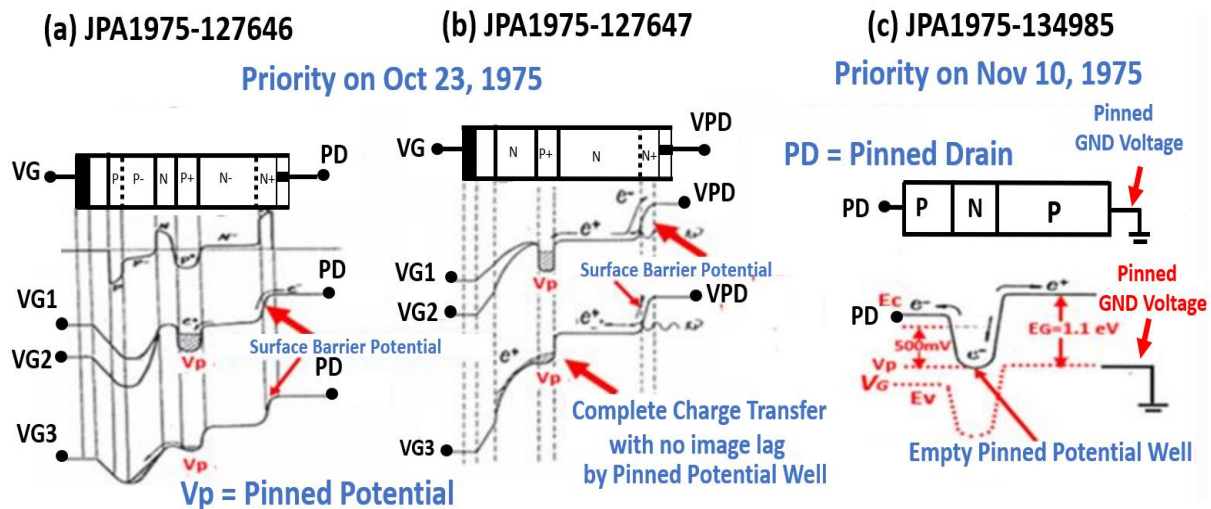 (a) JPA1975-127646
(b) JPA1975-127647
(c) JPA1975-134985
Priority on Oct 23, 1975
Priority on Nov 10, 1975
VG
P
P-
N
P+
N-
N+
PD
VG
N
P+
N
N+
VPD
PD = Pinned Drain
Pinned
GND Voltage
PD
P
N
P
N
N-
P
P-
P+
e-
e+
VPD
VG1
VG2
e+
e-
PD
Vp
VG1
VG2
Vp
Surface Barrier Potential
Surface Barrier Potential
VPD
PD
VG3
Vp
e+
e+
Vp
VG3
Complete Charge Transfer
with no image lag
by Pinned Potential Well
Vp = Pinned Potential
Pinned
GND Voltage
Ec
e-
e+
PD
500mV
e-
EG=1.1 eV
Vp
VG
Ev
Empty Pinned Potential Well